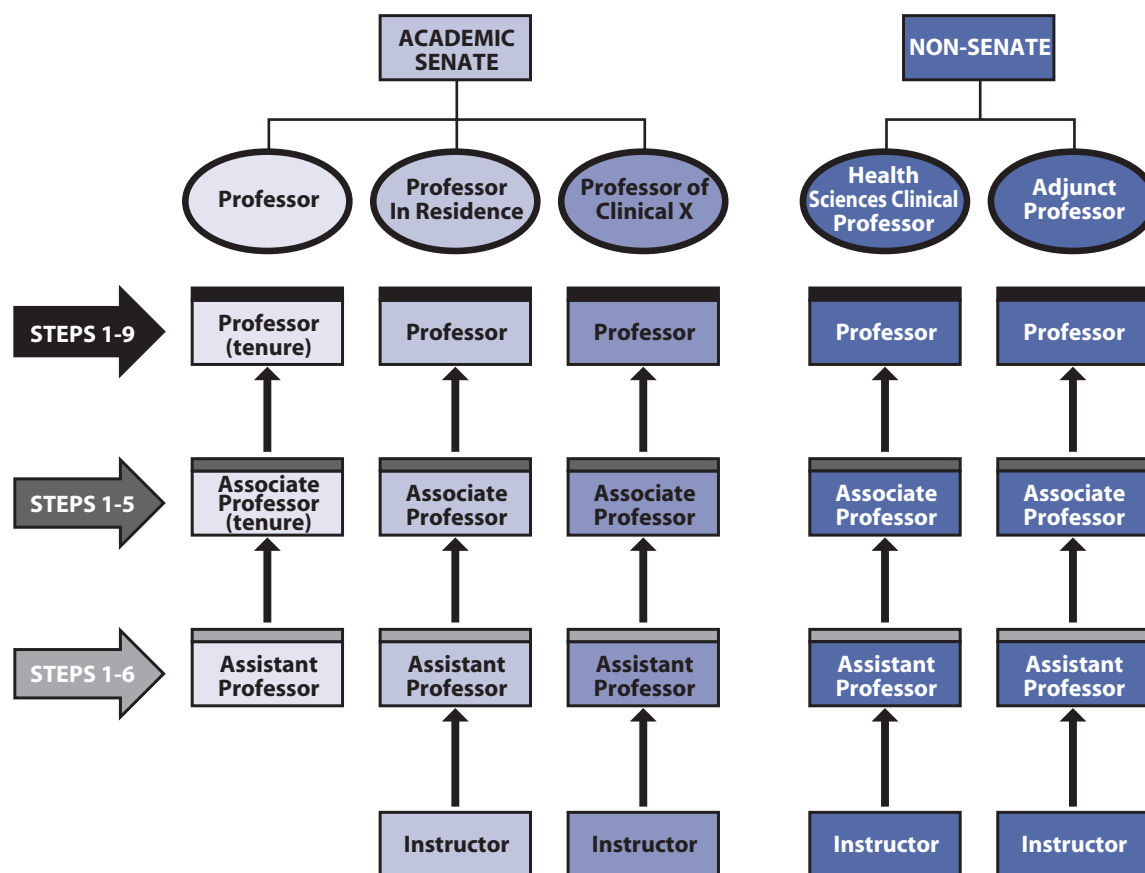 ACADEMIC
SENATE
NON-SENATE
Professor
Professor
In Residence
Professor of
Clinical X
Health
Sciences Clinical
Professor
Adjunct
Professor
STEPS 1-9
Professor
(tenure)
Professor
Professor
Professor
Professor
STEPS 1-5
Associate
Professor
(tenure)
Associate
Professor
Associate
Professor
Associate
Professor
Associate
Professor
STEPS 1-6
Assistant
Professor
Assistant
Professor
Assistant
Professor
Assistant
Professor
Assistant
Professor
Instructor
Instructor
Instructor
Instructor